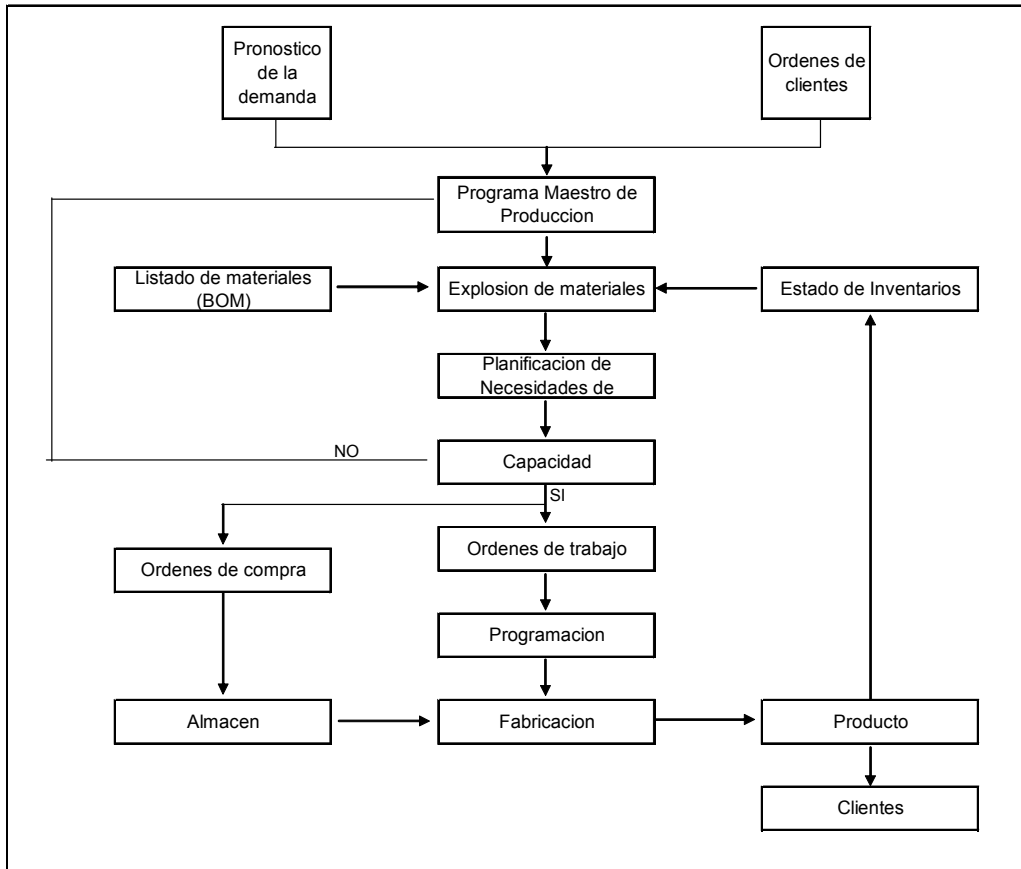 Pronostico
de la
demanda
Ordenes de
clientes
Programa Maestro de
Produccion
Listado de materiales
(BOM)
Explosion de materiales
Estado de Inventarios
Planificacion de
Necesidades de
NO
Capacidad
SI
Ordenes de compra
Ordenes de trabajo
Programacion
Almacen
Fabricacion
Producto
Clientes